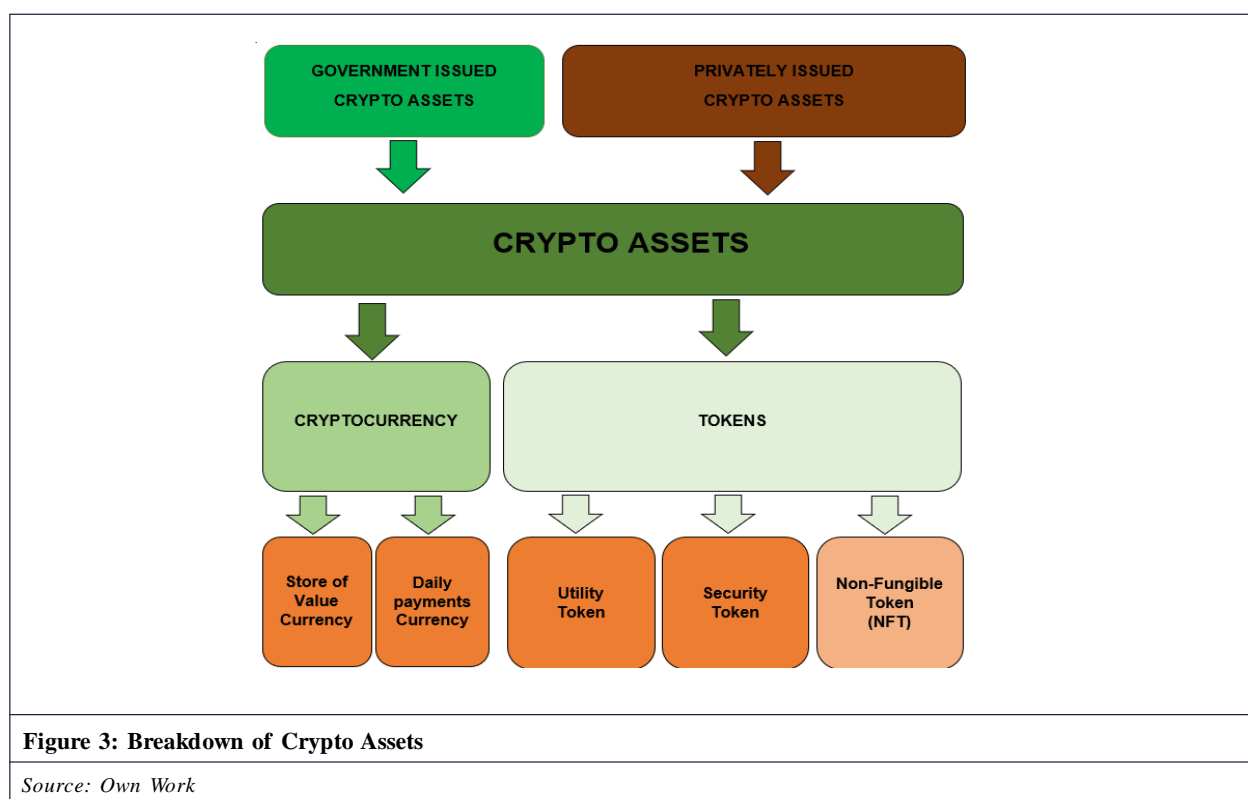 GOVERNMENT ISSUED
CRYPTO ASSETS
PRIVATELY ISSUED
CRYPTO ASSETS
CRYPTO ASSETS
CRYPTOCURRENCY
TOKENS
Store of
Value
Currency
Daily
payments
Currency
Utility
Token
Security
Token
Non-Fungible
Token
(NFT)
Figure 3: Breakdown of Crypto Assets
Source: Own Work